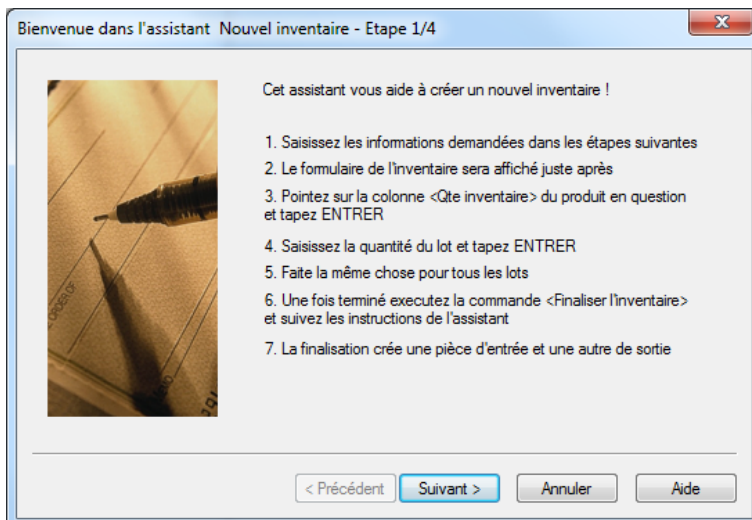 Bienvenue dans l'assistant  Nouvel inventaire - Etape 1/4
Cet assistant vous aide à créer un nouvel inventaire !
1. Saisissez les informations demandées dans les étapes suivantes
2. Le formulaire de l'inventaire sera affiché juste après
3. Pointez sur la colonne <Qte inventaire> du produit en question
et tapez ENTRER
4. Saisissez la quantité du lot et tapez ENTRER
5. Faite la même chose pour tous les lots
6. Une fois terminé executez la commande <Finaliser l'inventaire>
et suivez les instructions de l'assistant
7. La finalisation crée une pièce d'entrée et une autre de sortie
ORDER OF
MEMO
< Précédent
Suivant >
Annuler
Aide